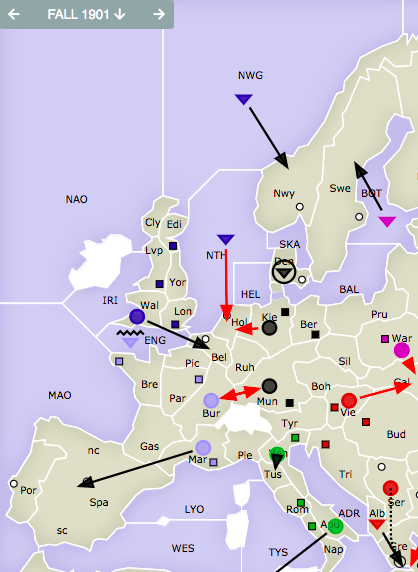 ← FALL 1901 ↓ →
NWG
Nwy
Swe
BOT
NAO
Cly Edi
NTH
SKA
Den
Lvp
Yor
HEL
BAL
IRI
Wal
Lon
Hol
Kie
Ber
Pru
War
ENG
Bel
Pic
Ruh
Sil
Gal
MAO
Bre
Par
Bur
Mun
Boh
Vie
Tyr
Bud
nc
Gas
Mar
Pie
Ven
Tus
Tri
Por
Spa
LYO
Rom
ADR
Alb
Ser
sc
WES
TYS
Apu
Nap
Gre